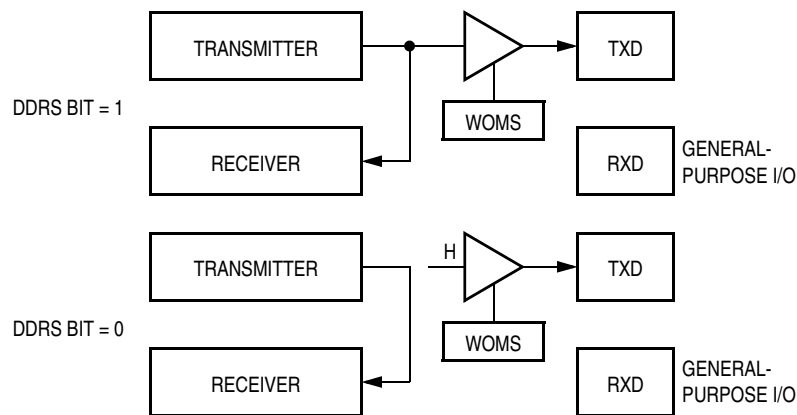 TRANSMITTER
TXD
DDRS BIT = 1
WOMS
RECEIVER
RXD
GENERAL-
PURPOSE I/O
TRANSMITTER
H
TXD
DDRS BIT = 0
WOMS
RECEIVER
RXD
GENERAL-
PURPOSE I/O